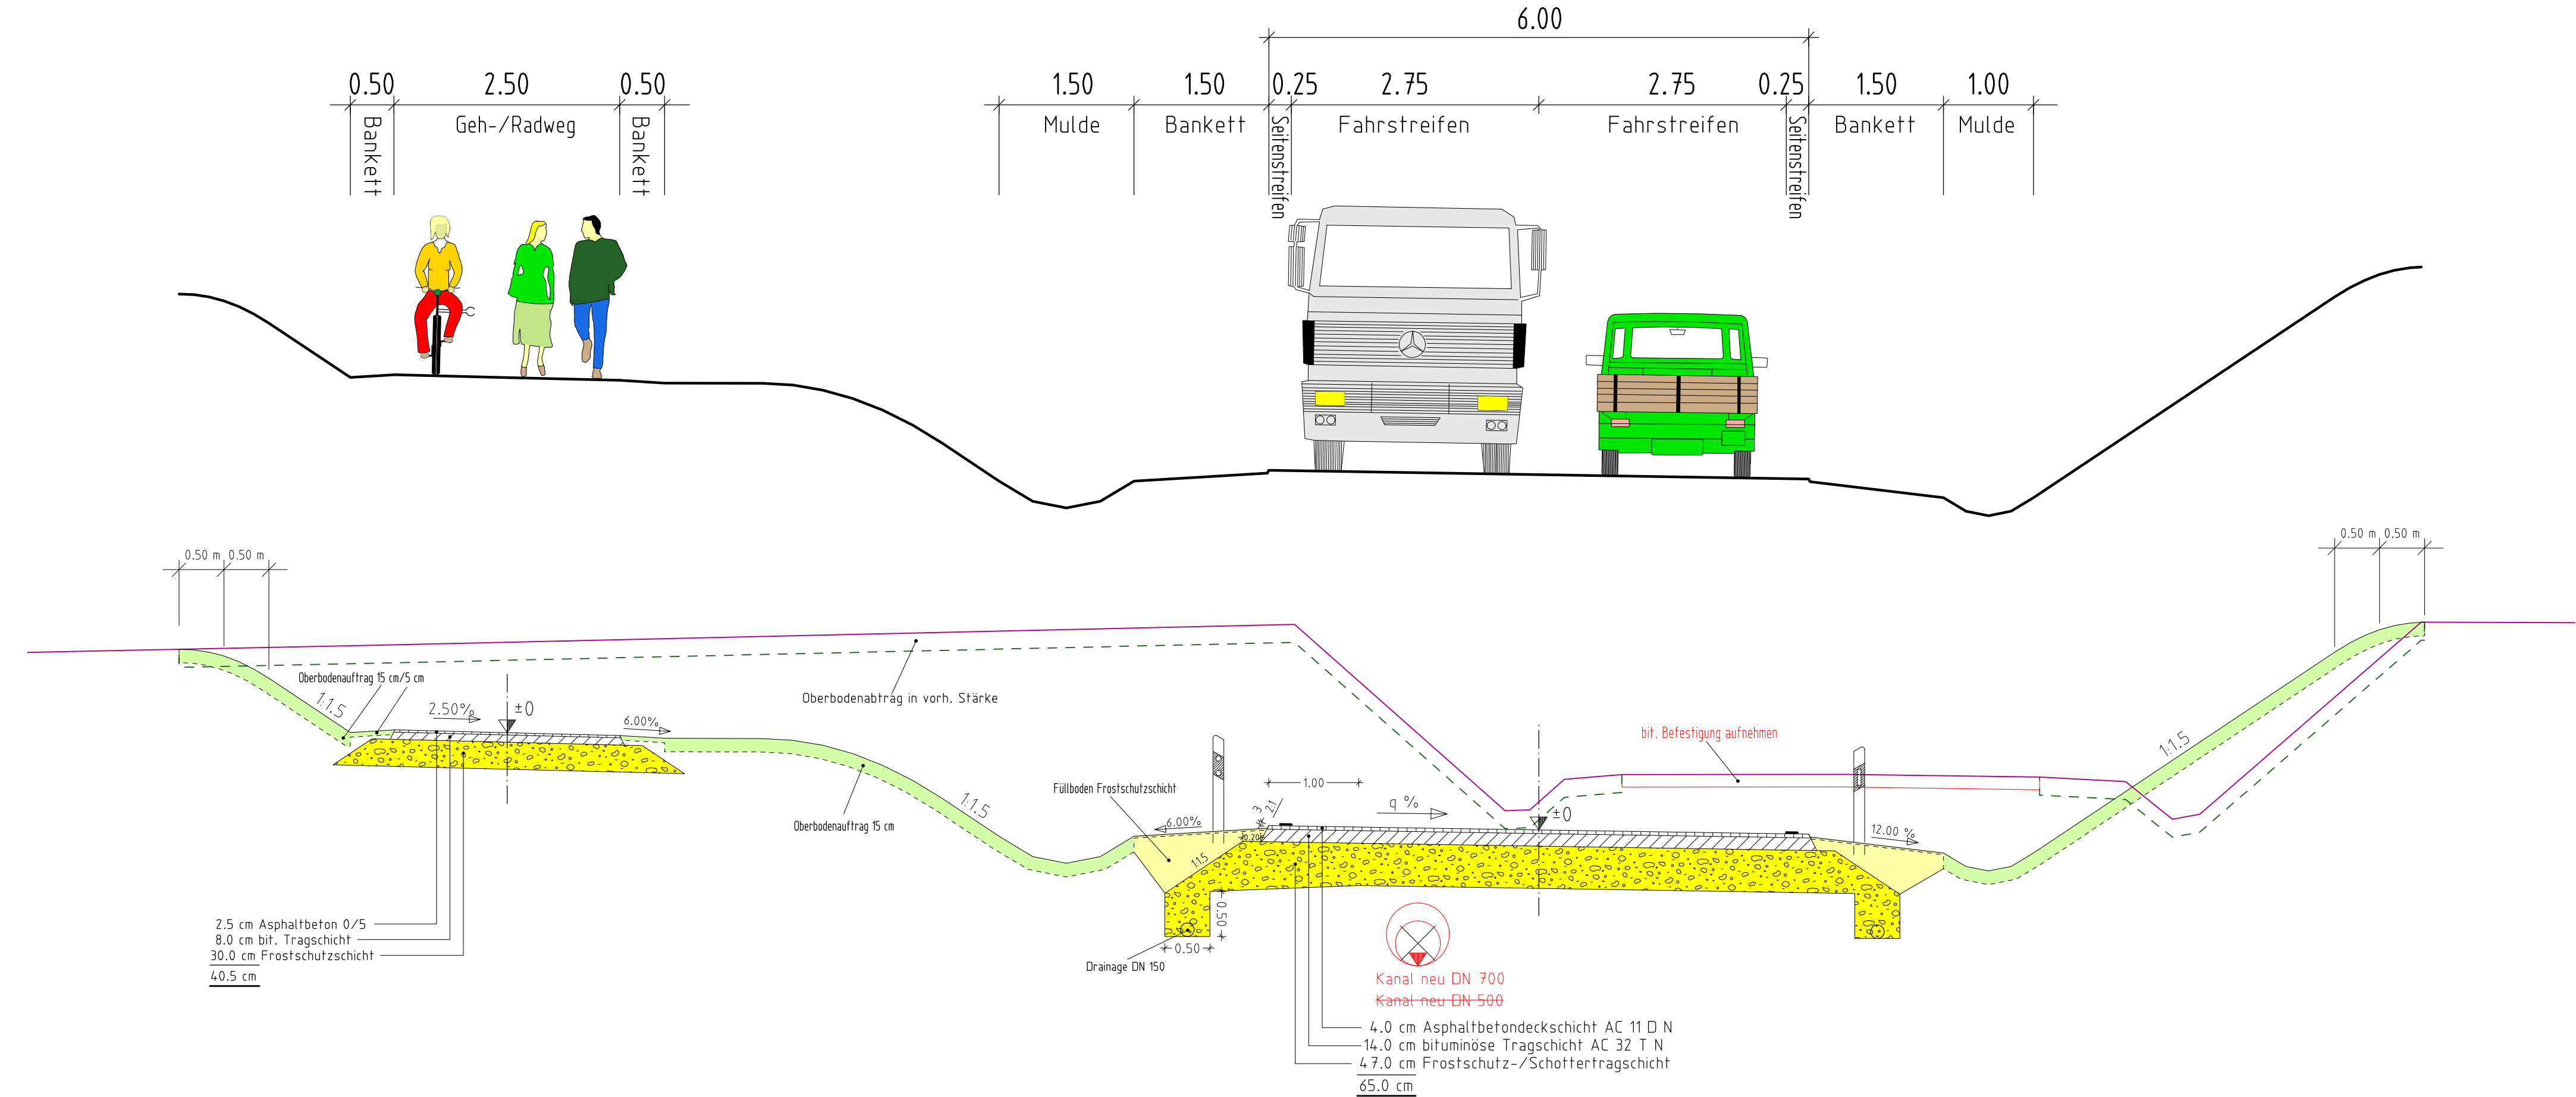 6.00
0.50 2.50 0.50 1.50 1.50 0.25 2.75 2.75 0.25 1.50 1.00
Bankett Geh-/Radweg Bankett Mulde Bankett Seitenstreifen Fahrstreifen Fahrstreifen Seitenstreifen Bankett Mulde
0.50 m 0.50 m
0.50 m 0.50 m
Oberbodenauftrag 15 cm/5 cm
1:1.5
2.50%
±0
6.00%
Oberbodenabtrag in vorh. Stärke
bit. Befestigung aufnehmen
1:1.5
Füllboden Frostschutzschicht
1:1.5
Oberbodenauftrag 15 cm
1.00
3
2:1
q %
±0
6.00%
0.20
12.00 %
1:1.5
0.50
0.50
Drainage DN 150
2.5 cm Asphaltbeton 0/5
8.0 cm bit. Tragschicht
30.0 cm Frostschutzschicht
40.5 cm
Kanal neu DN 700
Kanal neu DN 500
4.0 cm Asphaltbetondeckschicht AC 11 D N
14.0 cm bituminöse Tragschicht AC 32 T N
47.0 cm Frostschutz-/Schottertragschicht
65.0 cm